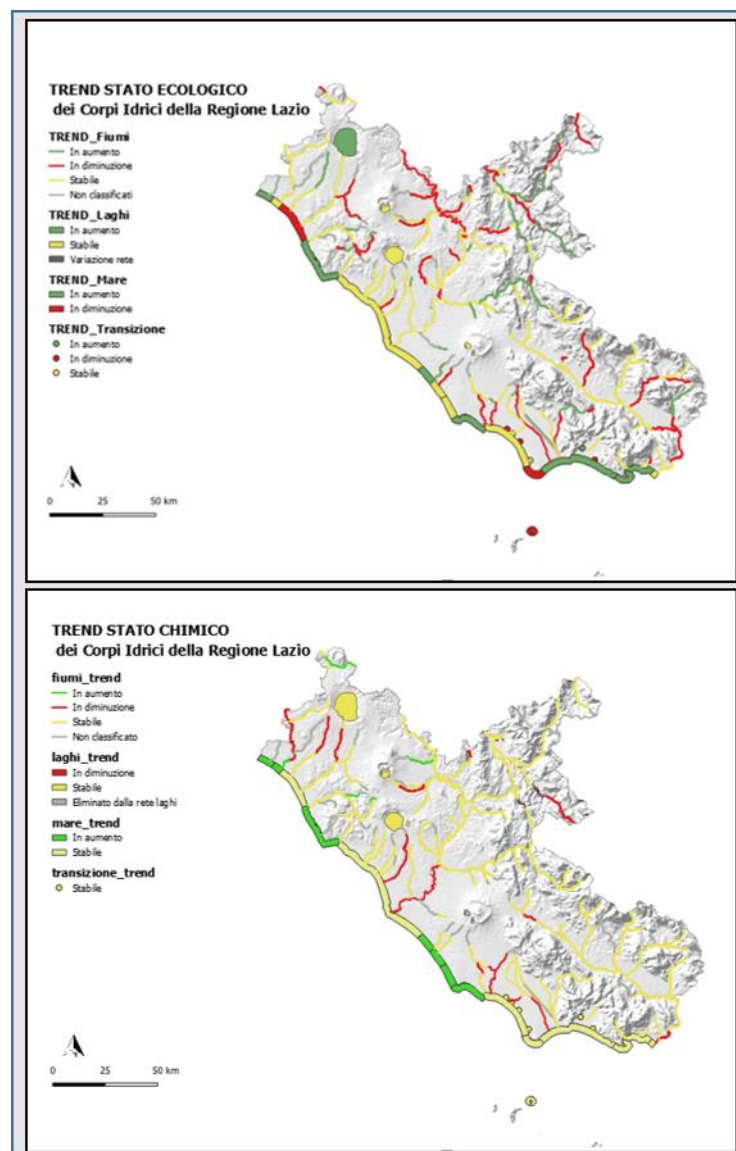 TREND STATO ECOLOGICO
dei Corpi Idrici della Regione Lazio
TREND_Fiumi
In aumento
In diminuzione
Stabile
Non classificati
TREND_Laghi
In aumento
Stabile
Variazione rete
TREND_Mare
In aumento
In diminuzione
TREND_Transizione
In aumento
In diminuzione
Stabile
0 25 50 km
TREND STATO CHIMICO
dei Corpi Idrici della Regione Lazio
fiumi_trend
In aumento
In diminuzione
Stabile
Non classificato
laghi_trend
In diminuzione
Stabile
Eliminato dalla rete laghi
mare_trend
In aumento
Stabile
transizione_trend
Stabile
0 25 50 km